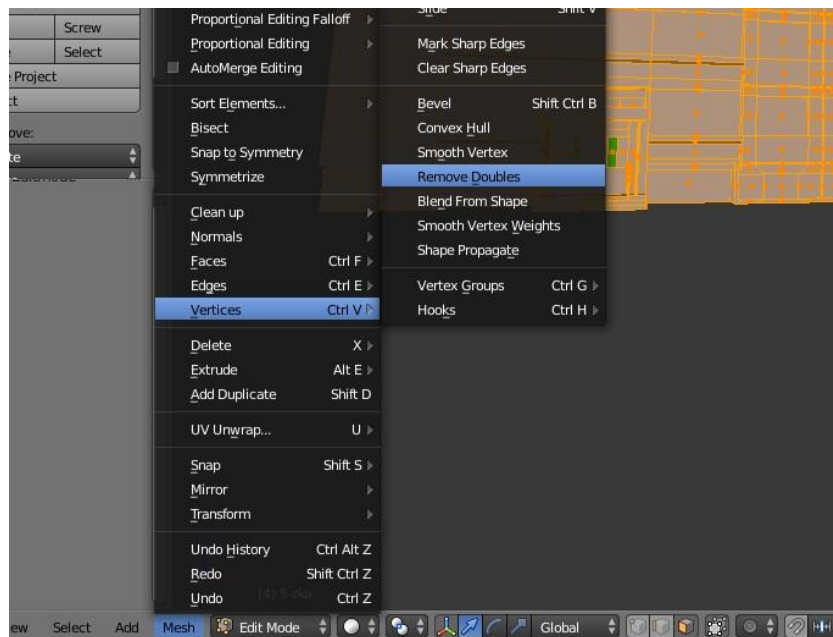 Screw
Select
Project
ove:
Proportional Editing Falloff
Proportional Editing
AutoMerge Editing
Sort Elements...
Bisect
Snap to Symmetry
Symmetrize
Clean up
Normals
Faces Ctrl F
Edges Ctrl E
Vertices Ctrl V
Delete X
Extrude Alt E
Add Duplicate Shift D
UV Unwrap... U
Snap Shift S
Mirror
Transform
Undo History Ctrl Alt Z
Redo Shift Ctrl Z
Undo Ctrl Z
Slide Shift V
Mark Sharp Edges
Clear Sharp Edges
Bevel Shift Ctrl B
Convex Hull
Smooth Vertex
Remove Doubles
Blend From Shape
Smooth Vertex Weights
Shape Propagate
Vertex Groups Ctrl G
Hooks Ctrl H
ew Select Add Mesh Edit Mode Global